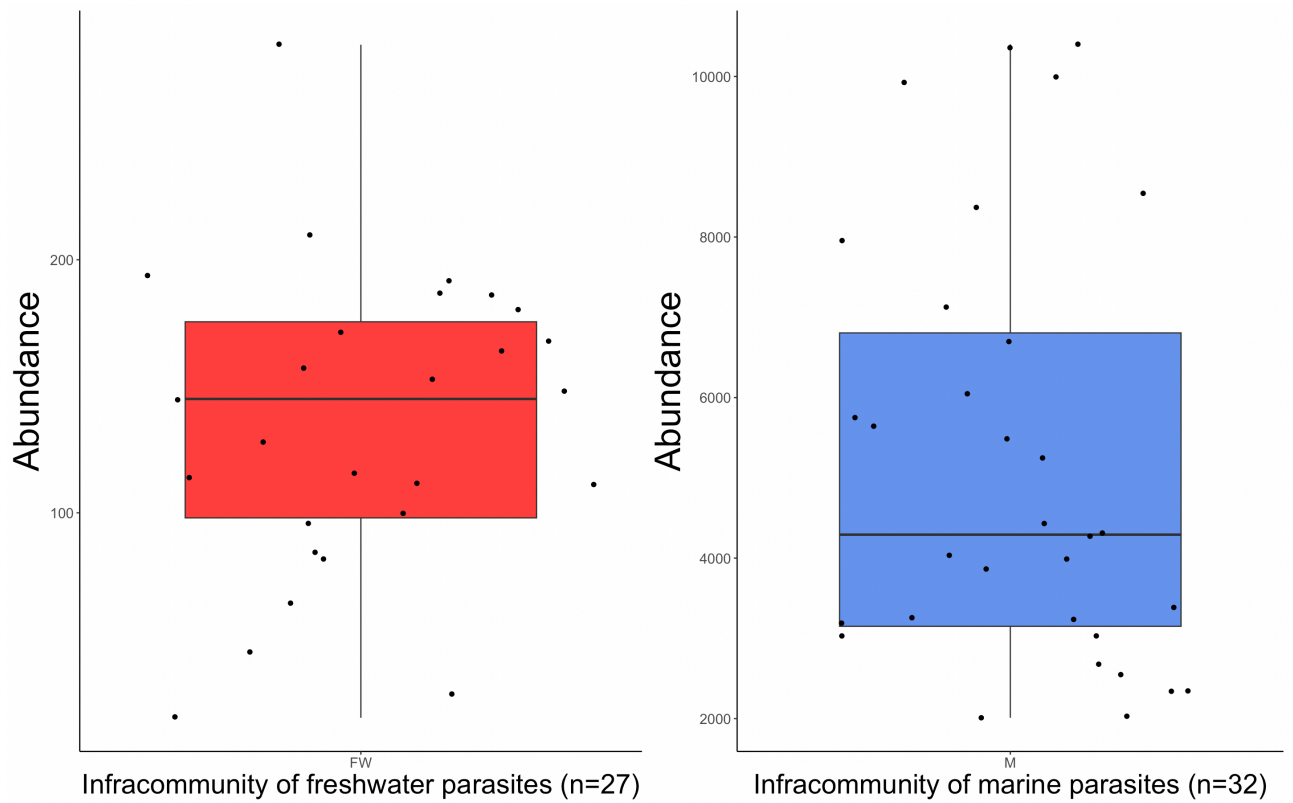 Abundance
200
100
FW
Infracommunity of freshwater parasites (n=27)
Abundance
10000
8000
6000
4000
2000
M
Infracommunity of marine parasites (n=32)